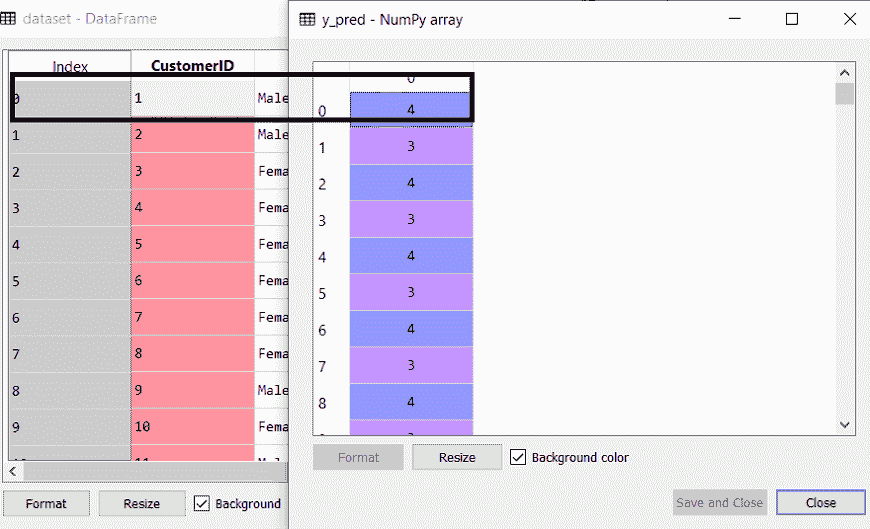 dataset - DataFrame
Index CustomerID
0 1 Male
1 2 Male
2 3 Fema
3 4 Fema
4 5 Fema
5 6 Fema
6 7 Fema
7 8 Fema
8 9 Male
9 10 Fema
Format Resize Background
y_pred - NumPy array
0
0 4
1 3
2 4
3 3
4 4
5 3
6 4
7 3
8 4
Format Resize Background color
Save and Close Close